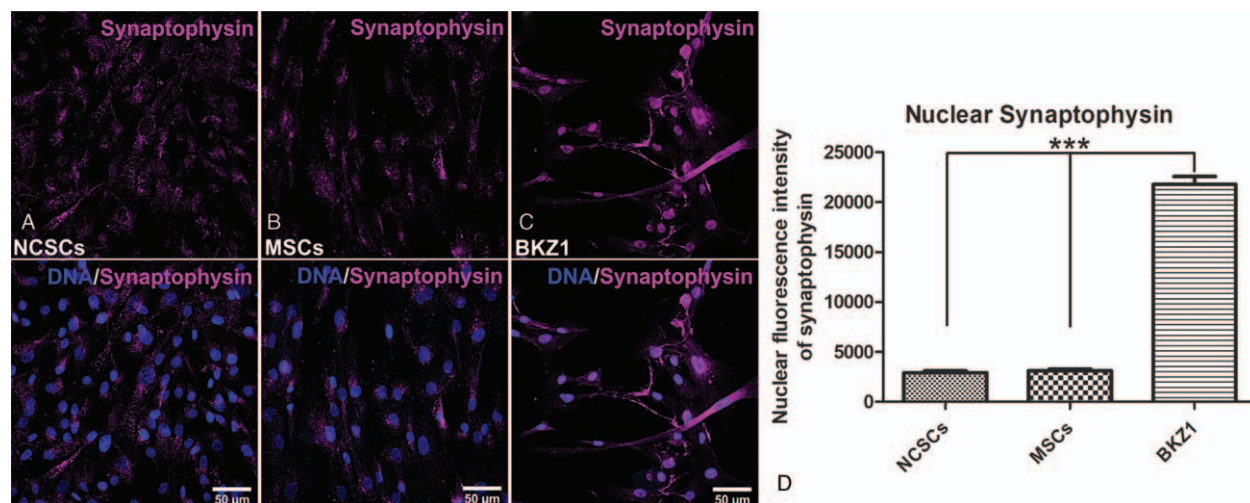 Synaptophysin
A
NCSCs
Synaptophysin
B
MSCs
Synaptophysin
C
BKZ1
DNA/Synaptophysin
50 µm
DNA/Synaptophysin
50 µm
DNA/Synaptophysin
50 µm
Nuclear Synaptophysin
Nuclear fluorescence intensity
of synaptophysin
25000
20000
15000
10000
5000
0
***
NCSCs
MSCs
BKZ1
D